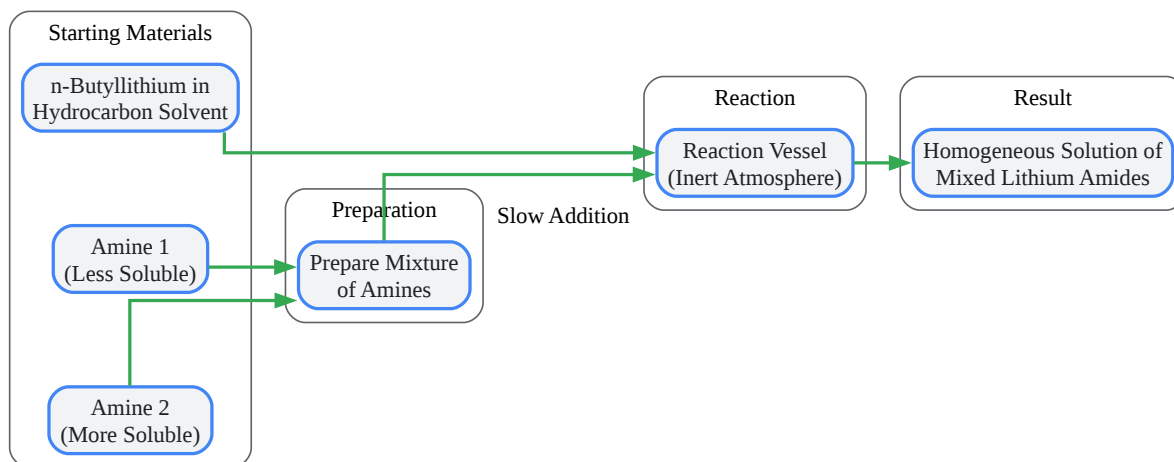 Starting Materials
n-Butyllithium in
Hydrocarbon Solvent
Amine 1
(Less Soluble)
Amine 2
(More Soluble)
Preparation
Prepare Mixture
of Amines
Slow Addition
Reaction
Reaction Vessel
(Inert Atmosphere)
Result
Homogeneous Solution of
Mixed Lithium Amides